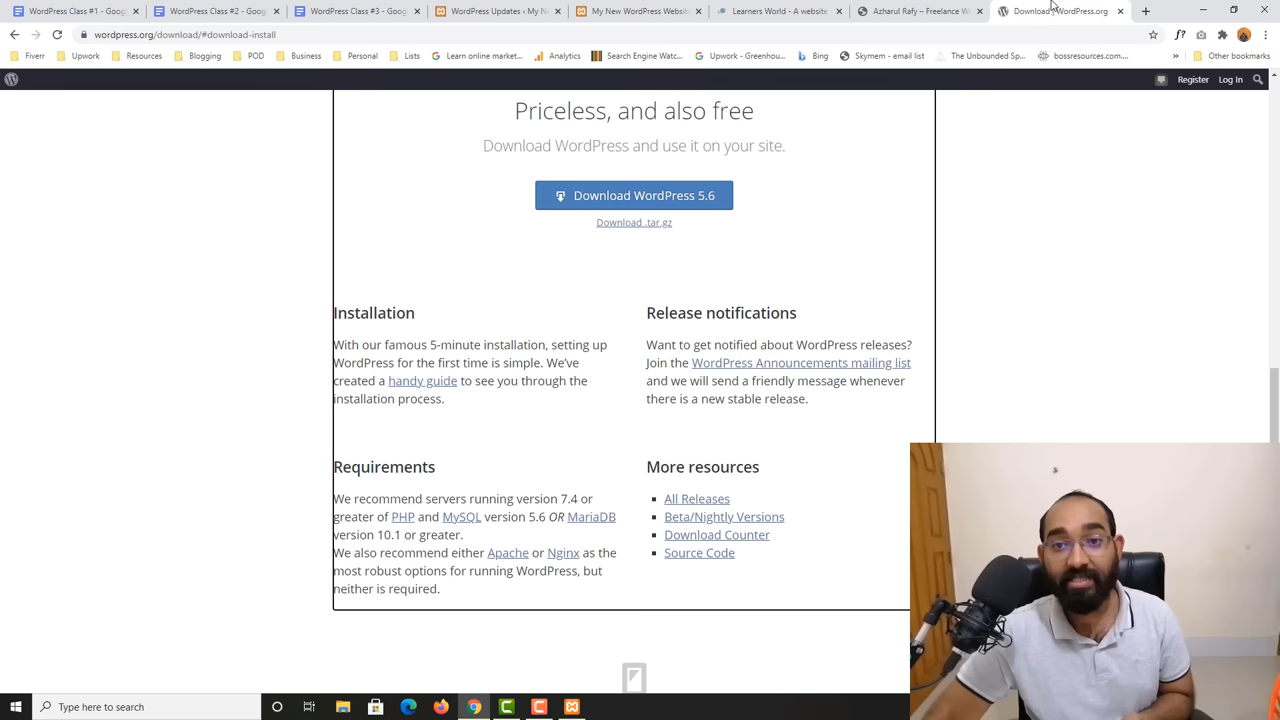 WordPress Class #1 - Goog
WordPress Class #2 - Goog
WordPress Class #3 - Goog
WordPress Updates ‹ My N
My New WordPress Website
Learners World - A website
Azharul Rafy – Freelance W
Download | WordPress.org
wordpress.org/download/#download-install
Fiverr
Upwork
Resources
Blogging
POD
Business
Personal
Lists
Learn online market...
Analytics
Search Engine Watc...
Upwork - Greenhou...
Bing
Skymem - email list
The Unbounded Sp...
bossresources.com...
»
Other bookmarks
Register
Log In
Priceless, and also free
Download WordPress and use it on your site.
Download WordPress 5.6
Download .tar.gz
Installation
With our famous 5-minute installation, setting up
WordPress for the first time is simple. We’ve
created a handy guide to see you through the
installation process.
Release notifications
Want to get notified about WordPress releases?
Join the WordPress Announcements mailing list
and we will send a friendly message whenever
there is a new stable release.
Requirements
We recommend servers running version 7.4 or
greater of PHP and MySQL version 5.6 OR MariaDB
version 10.1 or greater.
We also recommend either Apache or Nginx as the
most robust options for running WordPress, but
neither is required.
More resources
All Releases
Beta/Nightly Versions
Download Counter
Source Code
Type here to search